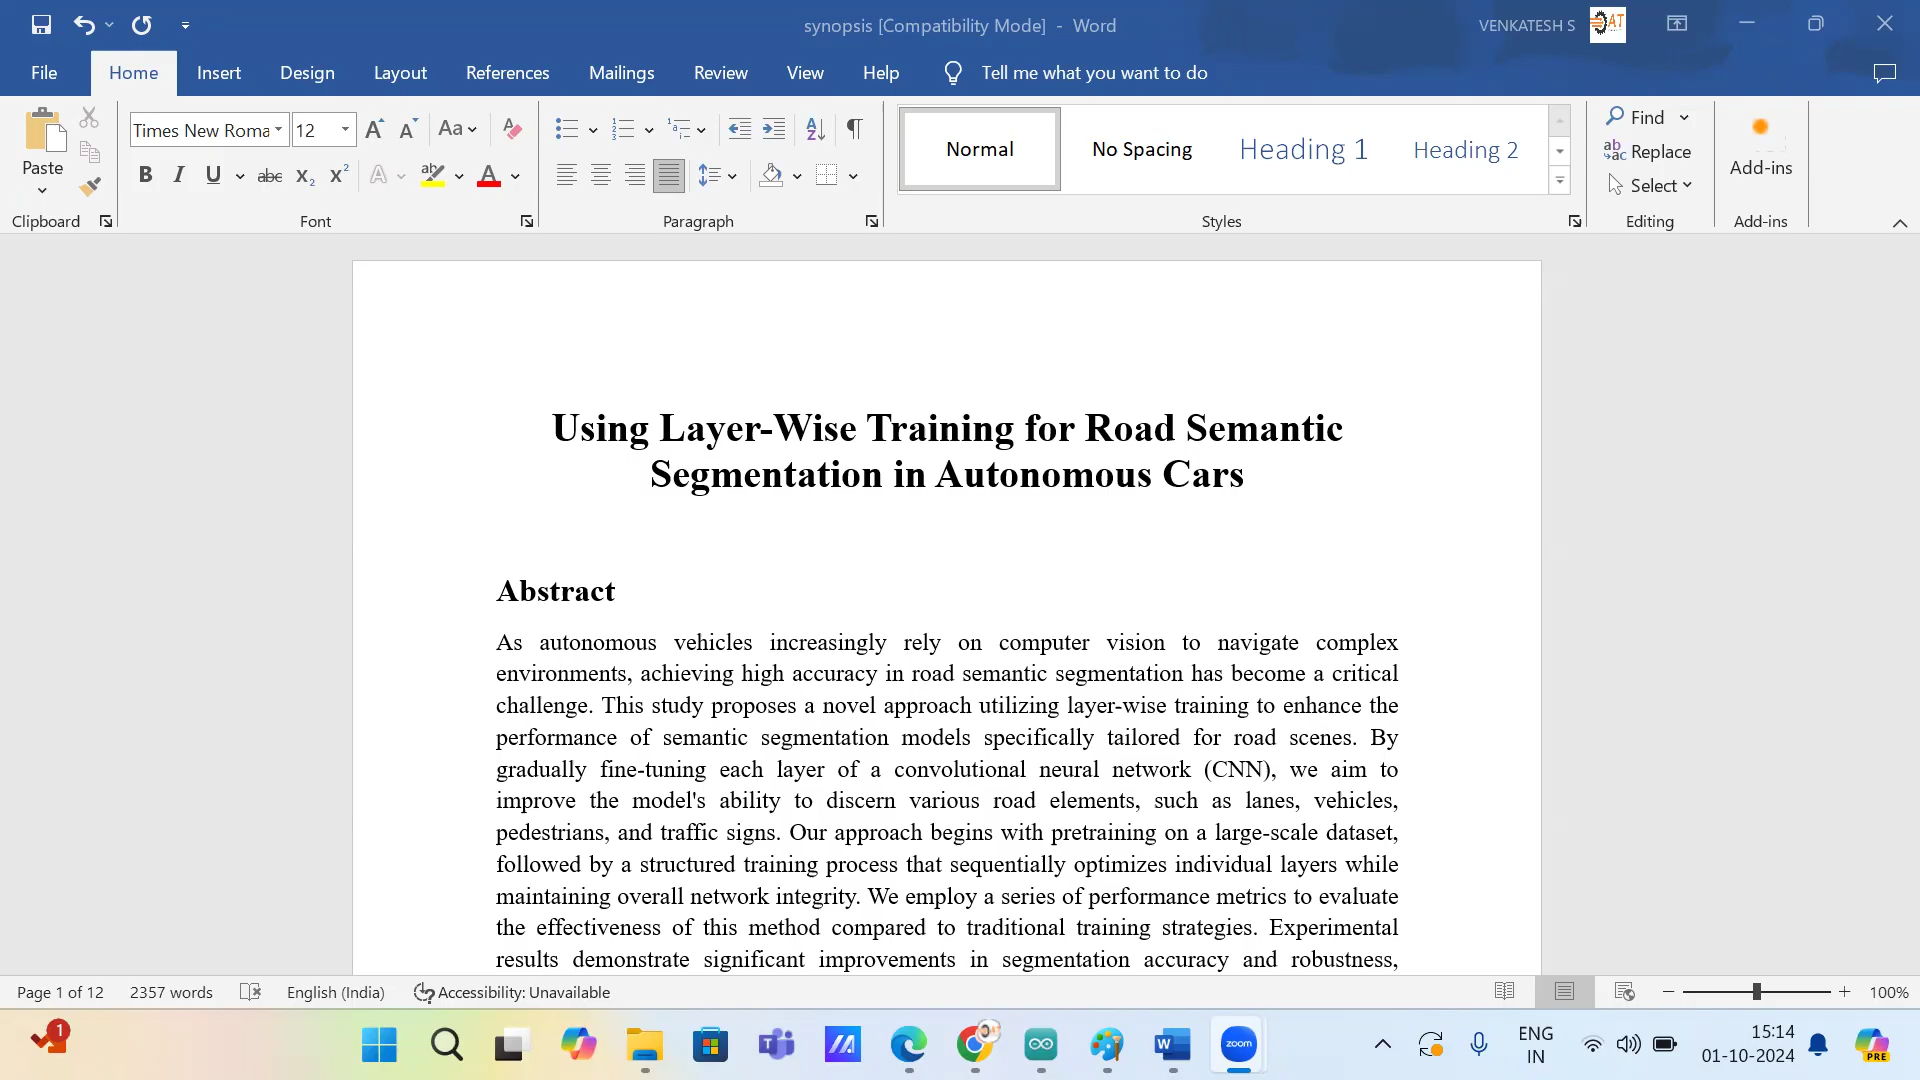 synopsis [Compatibility Mode] - Word
VENKATESH S
File Home Insert Design Layout References Mailings Review View Help Tell me what you want to do
Paste
Clipboard
Times New Roma 12
Font
Paragraph
Normal
No Spacing
Heading 1
Heading 2
Styles
Find
Replace
Select
Editing
Add-ins
Add-ins
Using Layer-Wise Training for Road Semantic
Segmentation in Autonomous Cars
Abstract
As autonomous vehicles increasingly rely on computer vision to navigate complex
environments, achieving high accuracy in road semantic segmentation has become a critical
challenge. This study proposes a novel approach utilizing layer-wise training to enhance the
performance of semantic segmentation models specifically tailored for road scenes. By
gradually fine-tuning each layer of a convolutional neural network (CNN), we aim to
improve the model's ability to discern various road elements, such as lanes, vehicles,
pedestrians, and traffic signs. Our approach begins with pretraining on a large-scale dataset,
followed by a structured training process that sequentially optimizes individual layers while
maintaining overall network integrity. We employ a series of performance metrics to evaluate
the effectiveness of this method compared to traditional training strategies. Experimental
results demonstrate significant improvements in segmentation accuracy and robustness,
Page 1 of 12 2357 words English (India) Accessibility: Unavailable 100%
1
zoom
ENG
IN
15:14
01-10-2024
PRE